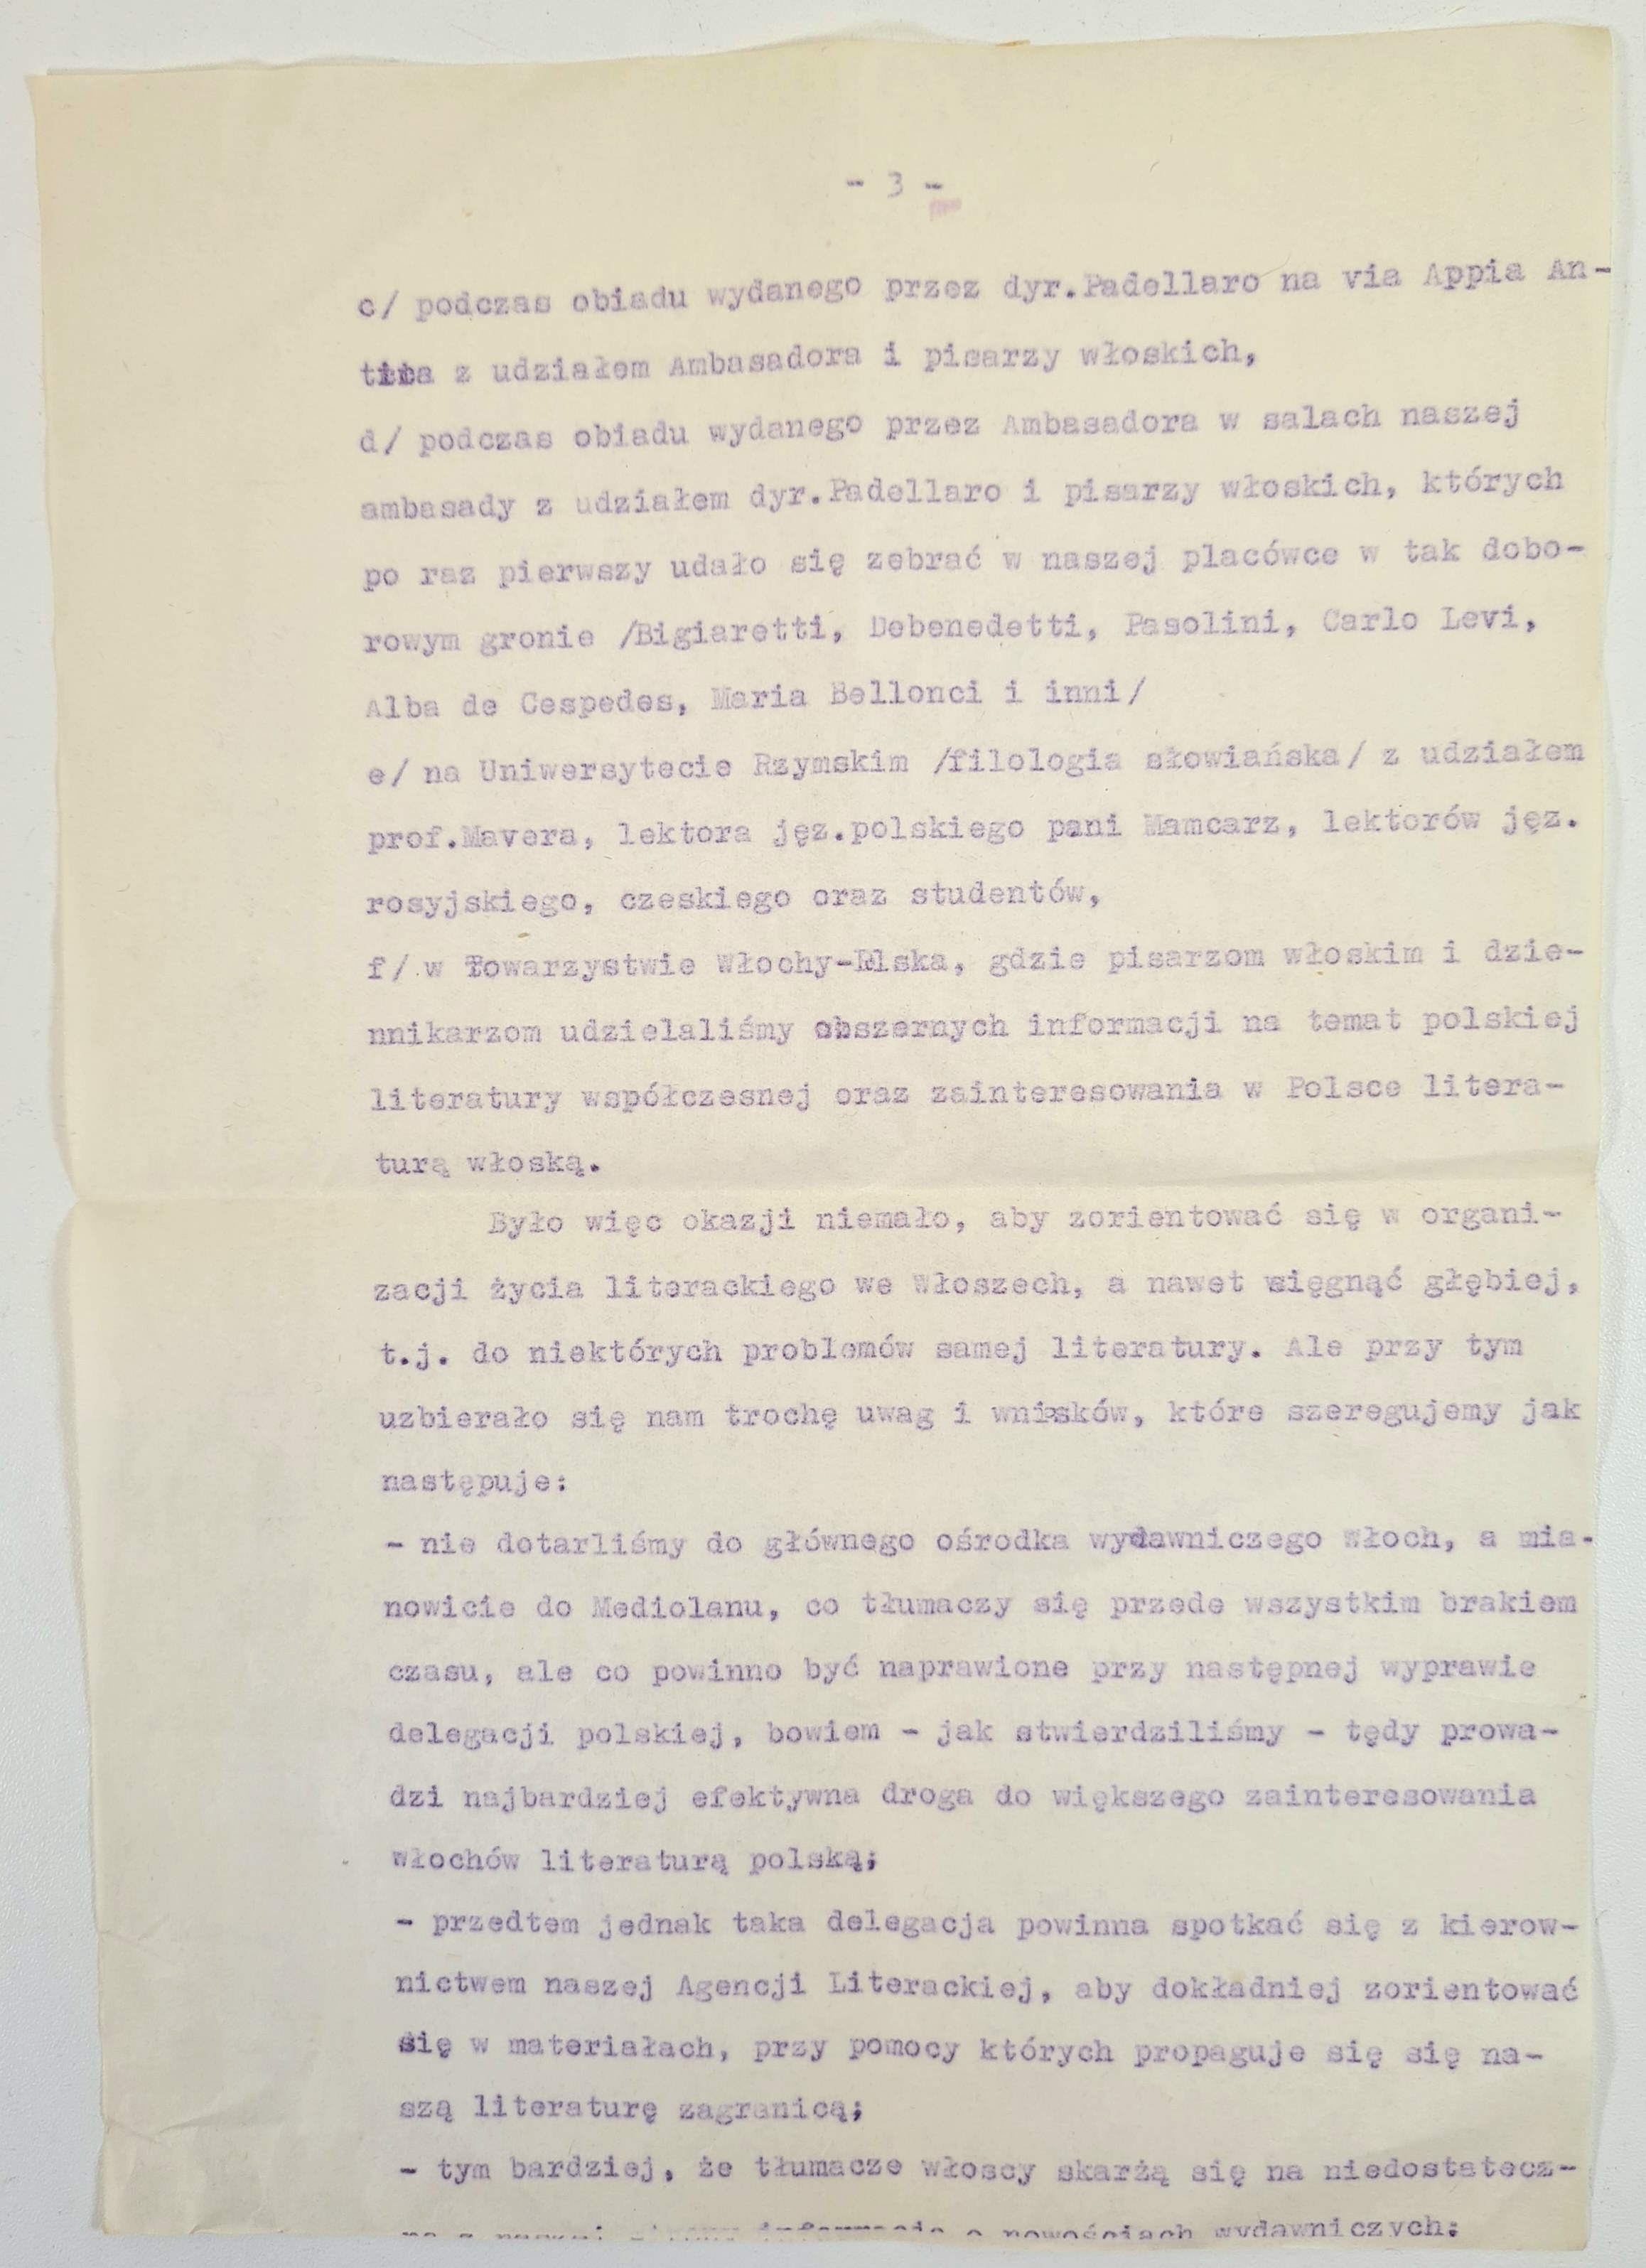 - 3 -
c/ podczas obiadu wydanego przez dyr.Padellaro na via Appia An-
tica z udziałem Ambasadora i pisarzy włoskich,
d/ podczas obiadu wydanego przez Ambasadora w salach naszej
ambasady z udziałem dyr.Padellaro i pisarzy włoskich, których
po raz pierwszy udało się zebrać w naszej placówce w tak dobo-
rowym gronie /Bigiaretti, Debenedetti, Pasolini, Carlo Levi,
Alba de Cespedes, Maria Bellonci i inni/
e/ na Uniwersytecie Rzymskim /filologia słowiańska/ z udziałem
prof.Mavera, lektora jęz.polskiego pani Mamcarz, lektorów jęz.
rosyjskiego, czeskiego oraz studentów,
f/ w Towarzystwie Włochy-Polska, gdzie pisarzom włoskim i dzie-
nnikarzom udzielaliśmy obszernych informacji na temat polskiej
literatury współczesnej oraz zainteresowania w Polsce litera-
turą włoską.
Było więc okazji niemało, aby zorientować się w organi-
zacji życia literackiego we Włoszech, a nawet sięgnąć głębiej,
t.j. do niektórych problemów samej literatury. Ale przy tym
uzbierało się nam trochę uwag i wniosków, które szeregujemy jak
następuje:
- nie dotarliśmy do głównego ośrodka wydawniczego Włoch, a mia-
nowicie do Mediolanu, co tłumaczy się przede wszystkim brakiem
czasu, ale co powinno być naprawione przy następnej wyprawie
delegacji polskiej, bowiem - jak stwierdziliśmy - tędy prowa-
dzi najbardziej efektywna droga do większego zainteresowania
włochów literaturą polską;
- przedtem jednak taka delegacja powinna spotkać się z kierow-
nictwem naszej Agencji Literackiej, aby dokładniej zorientować
się w materiałach, przy pomocy których propaguje się się na-
szą literaturę zagranicą;
- tym bardziej, że tłumacze włoscy skarżą się na niedostatecz-
o nowościach wydawniczych;